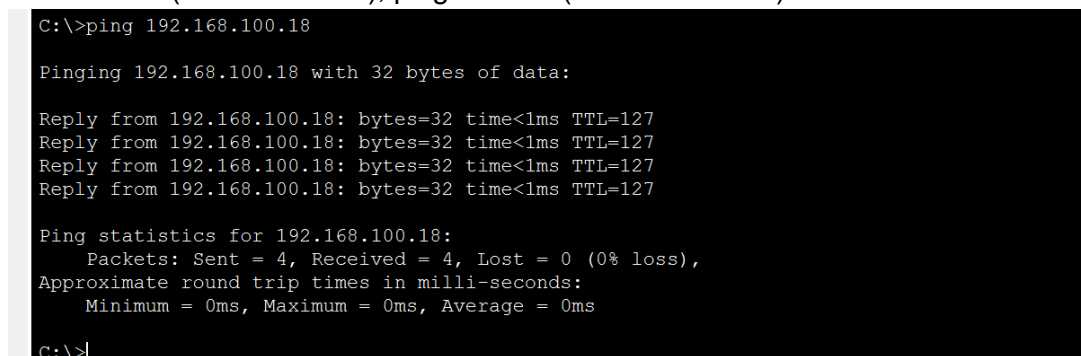 C:\>ping 192.168.100.18
Pinging 192.168.100.18 with 32 bytes of data:
Reply from 192.168.100.18: bytes=32 time<1ms TTL=127
Reply from 192.168.100.18: bytes=32 time<1ms TTL=127
Reply from 192.168.100.18: bytes=32 time<1ms TTL=127
Reply from 192.168.100.18: bytes=32 time<1ms TTL=127
Ping statistics for 192.168.100.18:
Packets: Sent = 4, Received = 4, Lost = 0 (0% loss),
Approximate round trip times in milli-seconds:
Minimum = 0ms, Maximum = 0ms, Average = 0ms
C:\>